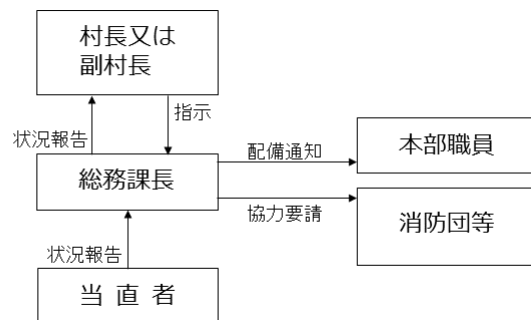 村長又は
副村長
状況報告
指示
総務課長
配備通知
本部職員
協力要請
消防団等
状況報告
当直者